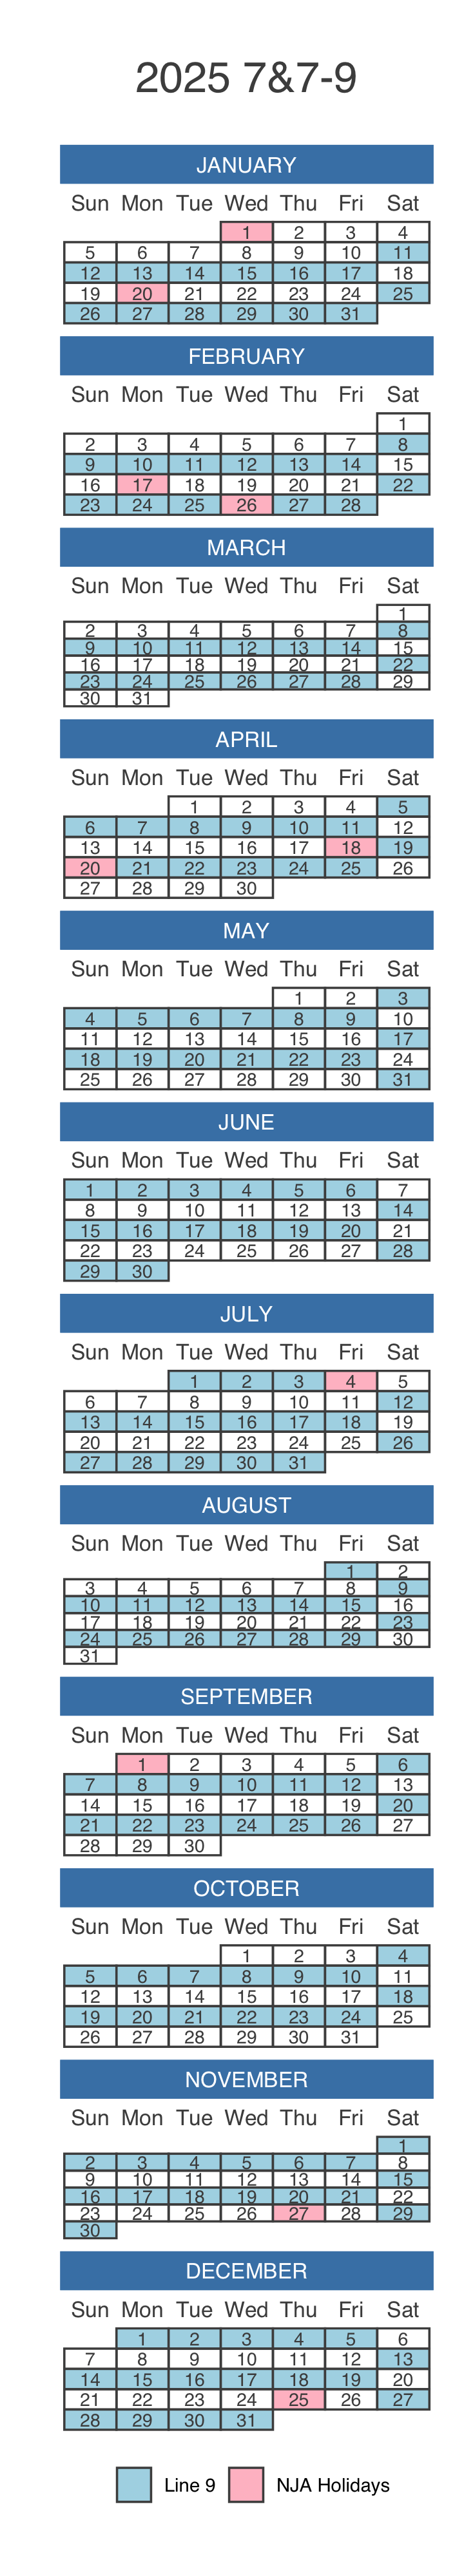 2025 7&7-9
JANUARY
Sun Mon Tue Wed Thu Fri Sat
1 2 3 4
5 6 7 8 9 10 11
12 13 14 15 16 17 18
19 20 21 22 23 24 25
26 27 28 29 30 31
FEBRUARY
Sun Mon Tue Wed Thu Fri Sat
1
2 3 4 5 6 7 8
9 10 11 12 13 14 15
16 17 18 19 20 21 22
23 24 25 26 27 28
MARCH
Sun Mon Tue Wed Thu Fri Sat
1
2 3 4 5 6 7 8
9 10 11 12 13 14 15
16 17 18 19 20 21 22
23 24 25 26 27 28 29
30 31
APRIL
Sun Mon Tue Wed Thu Fri Sat
1 2 3 4 5
6 7 8 9 10 11 12
13 14 15 16 17 18 19
20 21 22 23 24 25 26
27 28 29 30
MAY
Sun Mon Tue Wed Thu Fri Sat
1 2 3
4 5 6 7 8 9 10
11 12 13 14 15 16 17
18 19 20 21 22 23 24
25 26 27 28 29 30 31
JUNE
Sun Mon Tue Wed Thu Fri Sat
1 2 3 4 5 6 7
8 9 10 11 12 13 14
15 16 17 18 19 20 21
22 23 24 25 26 27 28
29 30
JULY
Sun Mon Tue Wed Thu Fri Sat
1 2 3 4 5
6 7 8 9 10 11 12
13 14 15 16 17 18 19
20 21 22 23 24 25 26
27 28 29 30 31
AUGUST
Sun Mon Tue Wed Thu Fri Sat
1 2
3 4 5 6 7 8 9
10 11 12 13 14 15 16
17 18 19 20 21 22 23
24 25 26 27 28 29 30
31
SEPTEMBER
Sun Mon Tue Wed Thu Fri Sat
1 2 3 4 5 6
7 8 9 10 11 12 13
14 15 16 17 18 19 20
21 22 23 24 25 26 27
28 29 30
OCTOBER
Sun Mon Tue Wed Thu Fri Sat
1 2 3 4
5 6 7 8 9 10 11
12 13 14 15 16 17 18
19 20 21 22 23 24 25
26 27 28 29 30 31
NOVEMBER
Sun Mon Tue Wed Thu Fri Sat
1
2 3 4 5 6 7 8
9 10 11 12 13 14 15
16 17 18 19 20 21 22
23 24 25 26 27 28 29
30
DECEMBER
Sun Mon Tue Wed Thu Fri Sat
1 2 3 4 5 6
7 8 9 10 11 12 13
14 15 16 17 18 19 20
21 22 23 24 25 26 27
28 29 30 31
Line 9 NJA Holidays